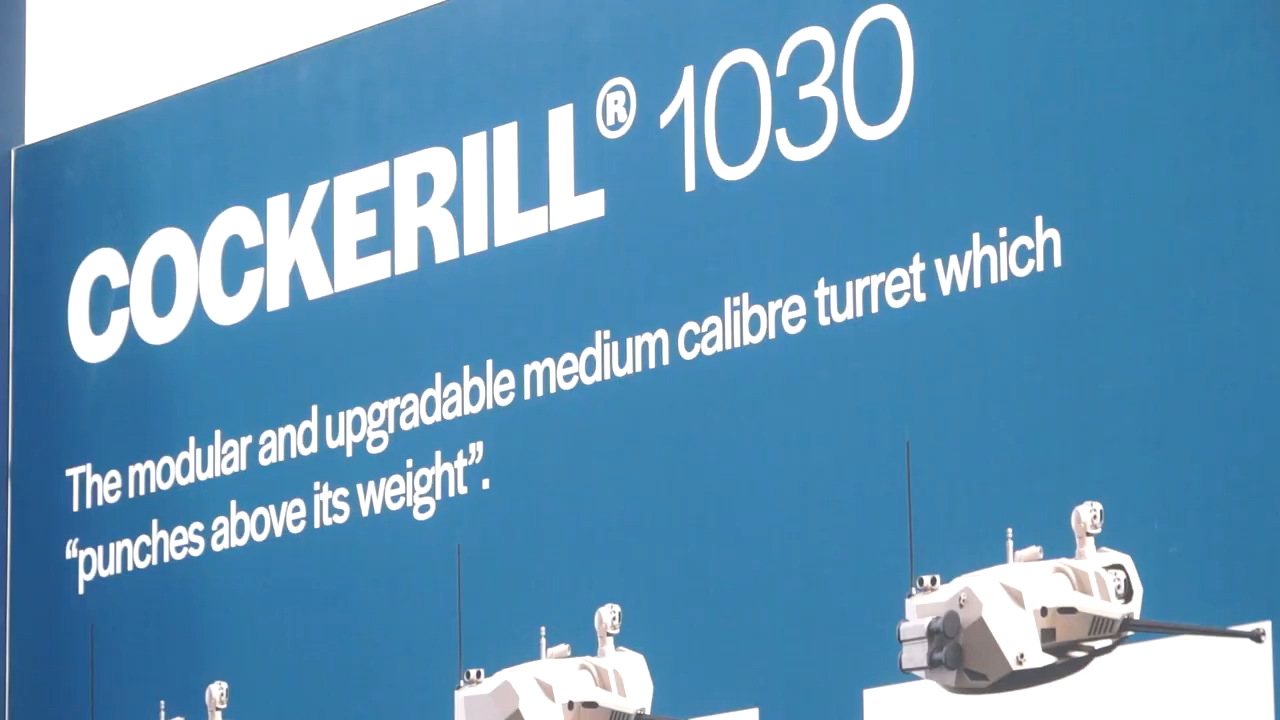 COCKERILL® 1030
The modular and upgradable medium calibre turret which
“punches above its weight”.